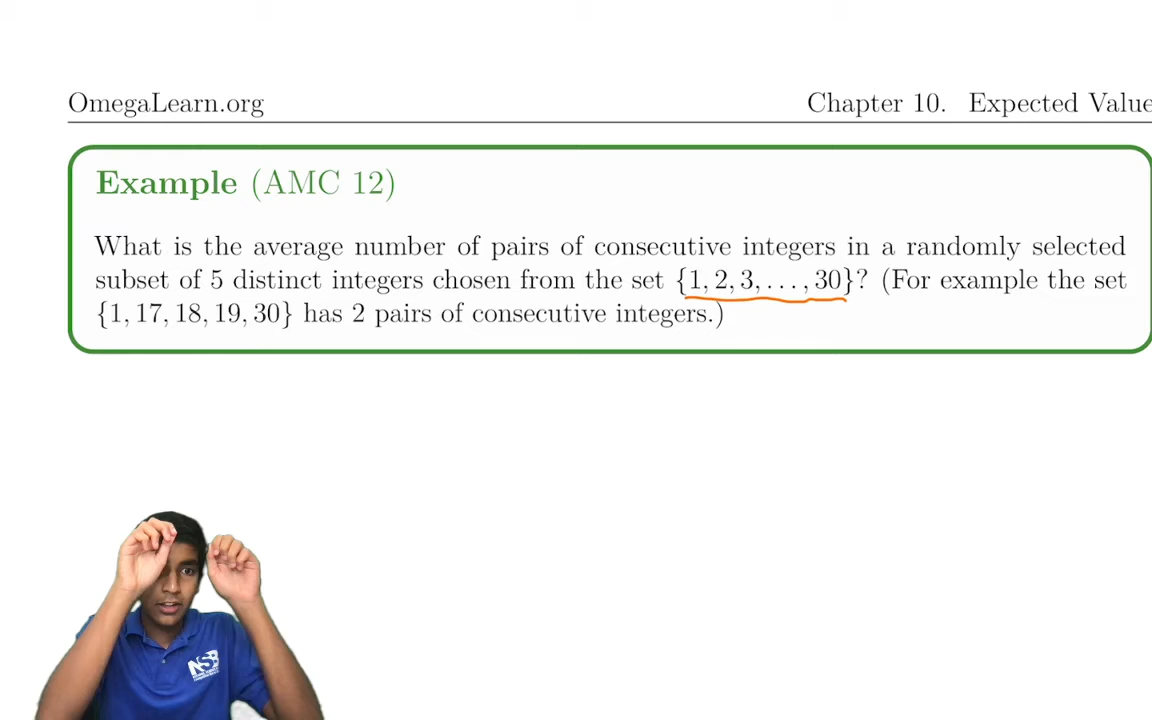 OmegaLearn.org
Chapter 10. Expected Value
Example (AMC 12)
What is the average number of pairs of consecutive integers in a randomly selected
subset of 5 distinct integers chosen from the set {1, 2, 3, . . . , 30}? (For example the set
{1, 17, 18, 19, 30} has 2 pairs of consecutive integers.)
NSB